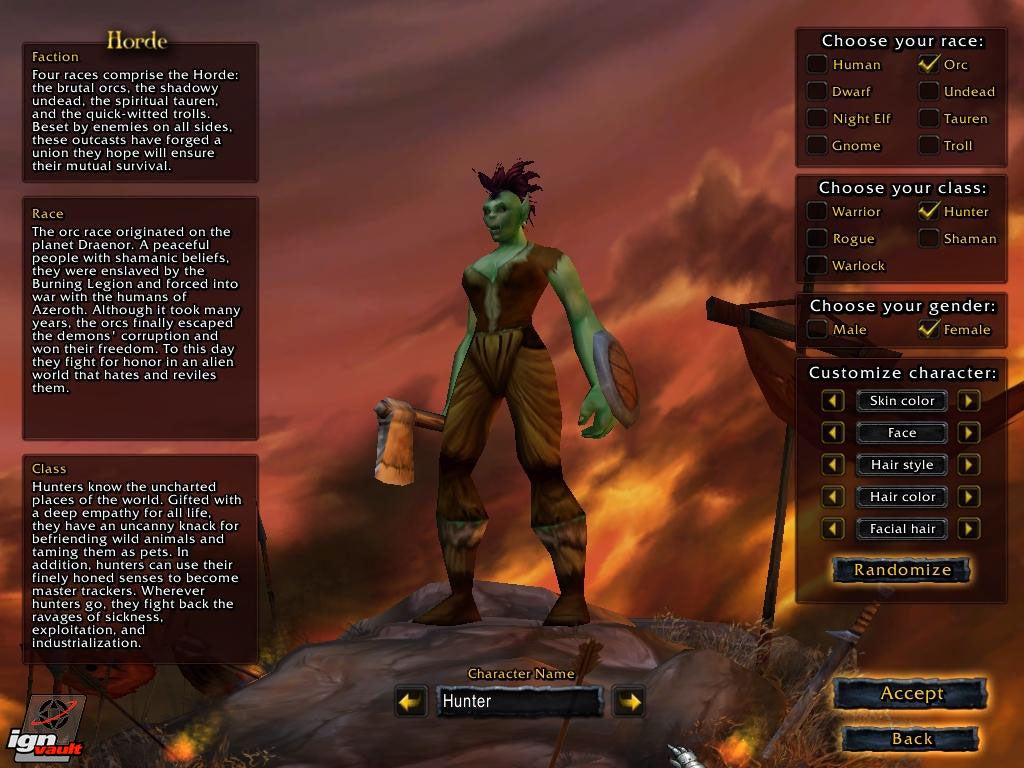 Horde
Faction
Four races comprise the Horde:
the brutal orcs, the shadowy
undead, the spiritual tauren,
and the quick-witted trolls.
Beset by enemies on all sides,
these outcasts have forged a
union they hope will ensure
their mutual survival.
Race
The orc race originated on the
planet Draenor. A peaceful
people with shamanic beliefs,
they were enslaved by the
Burning Legion and forced into
war with the humans of
Azeroth. Although it took many
years, the orcs finally escaped
the demons' corruption and
won their freedom. To this day
they fight for honor in an alien
world that hates and reviles
them.
Class
Hunters know the uncharted
places of the world. Gifted with
a deep empathy for all life,
they have an uncanny knack for
befriending wild animals and
taming them as pets. In
addition, hunters can use their
finely honed senses to become
master trackers. Wherever
hunters go, they fight back the
ravages of sickness,
exploitation, and
industrialization.
ign
vault
Character Name
Hunter
Choose your race:
Human Orc
Dwarf Undead
Night Elf Tauren
Gnome Troll
Choose your class:
Warrior Hunter
Rogue Shaman
Warlock
Choose your gender:
Male Female
Customize character:
Skin color
Face
Hair style
Hair color
Facial hair
Randomize
Accept
Back